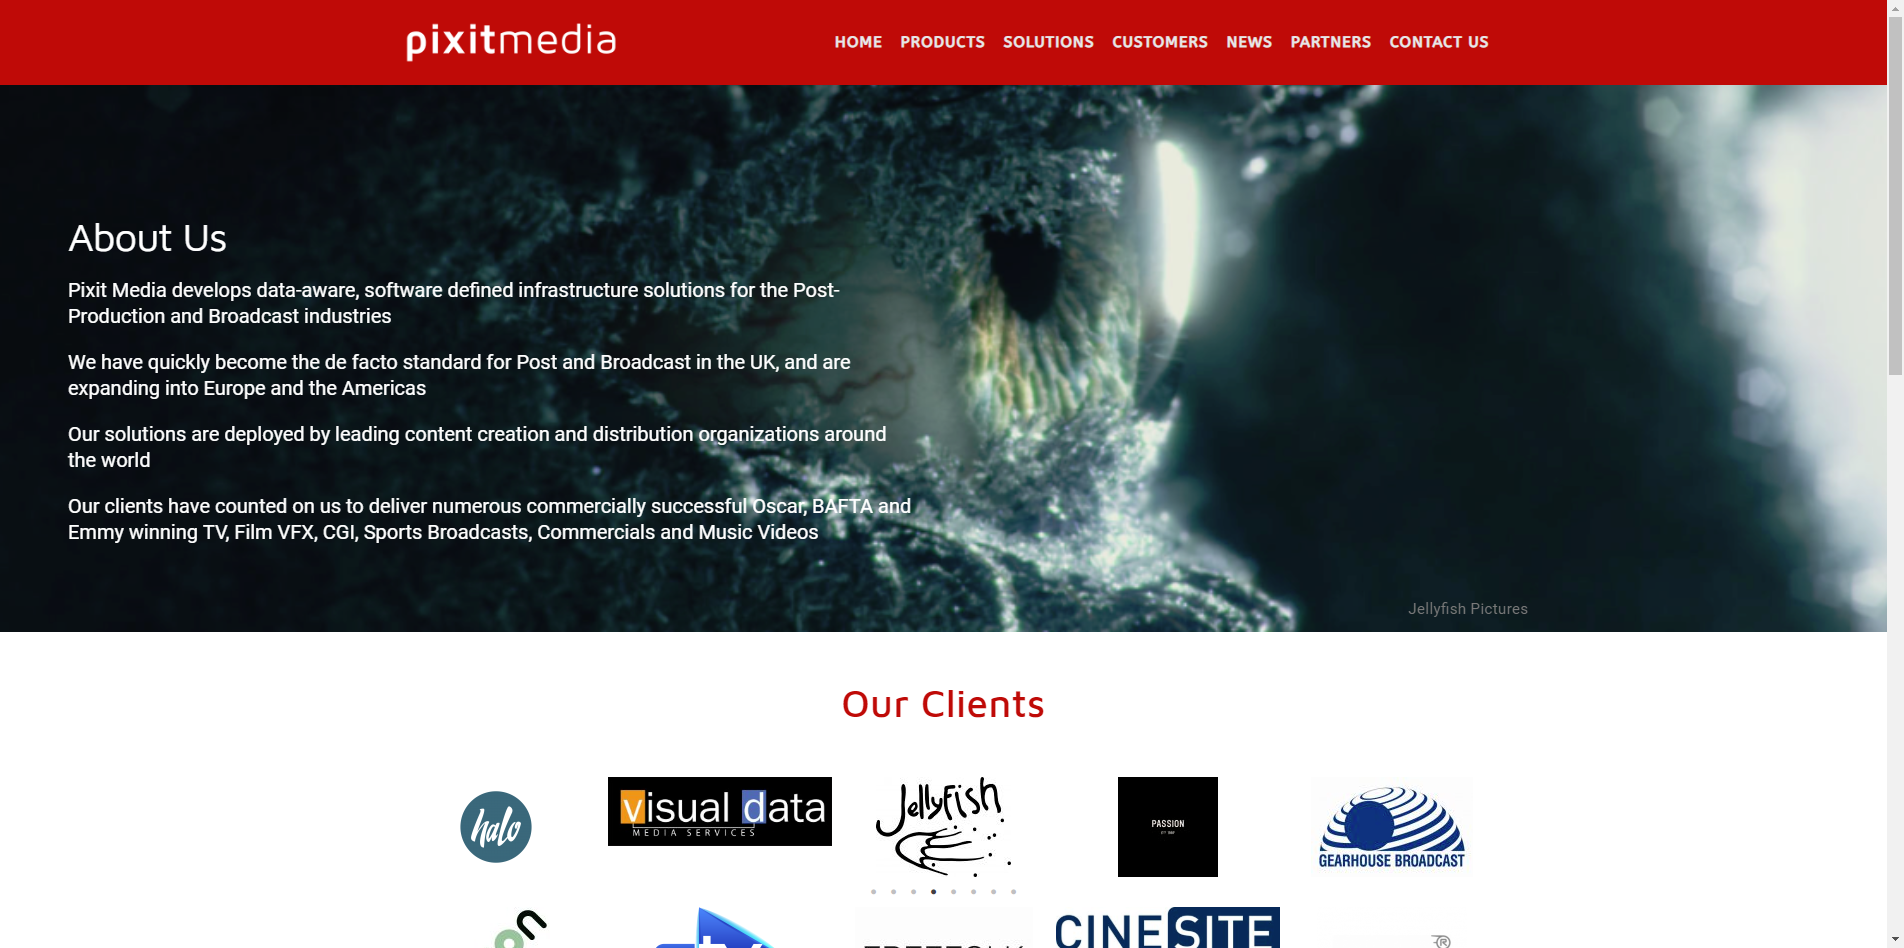 pixitmedia
HOME PRODUCTS SOLUTIONS CUSTOMERS NEWS PARTNERS CONTACT US
About Us
Pixit Media develops data-aware, software defined infrastructure solutions for the Post-
Production and Broadcast industries
We have quickly become the de facto standard for Post and Broadcast in the UK, and are
expanding into Europe and the Americas
Our solutions are deployed by leading content creation and distribution organizations around
the world
Our clients have counted on us to deliver numerous commercially successful Oscar, BAFTA and
Emmy winning TV, Film VFX, CGI, Sports Broadcasts, Commercials and Music Videos
Jellyfish Pictures
Our Clients
halo
visual data
MEDIA SERVICES
Jellyfish
PASSION
GEARHOUSE BROADCAST
CINESITE
®